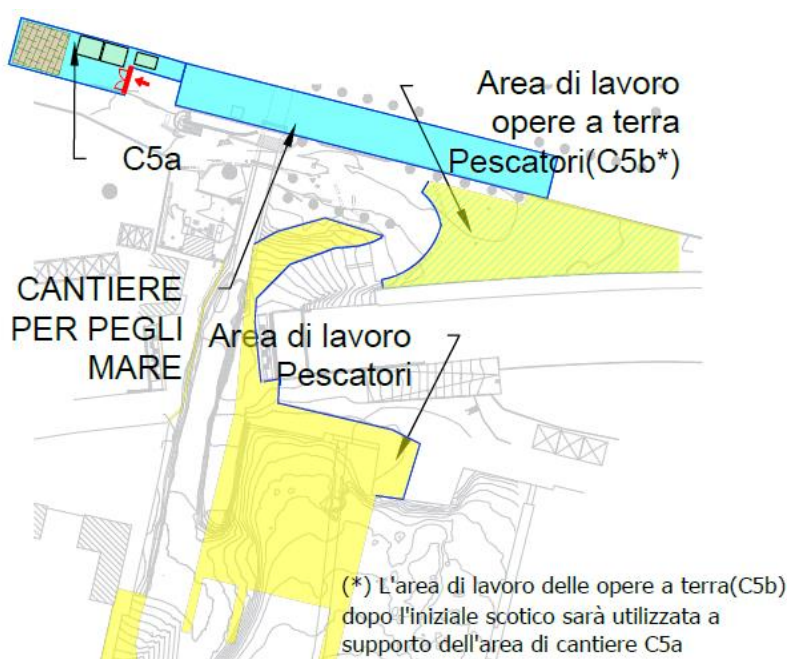 Area di lavoro
opere a terra
Pescatori(C5b*)
C5a
CANTIERE
PER PEGLI
MARE
Area di lavoro
Pescatori
(*) L'area di lavoro delle opere a terra(C5b)
dopo l'iniziale scotico sarà utilizzata a
supporto dell'area di cantiere C5a